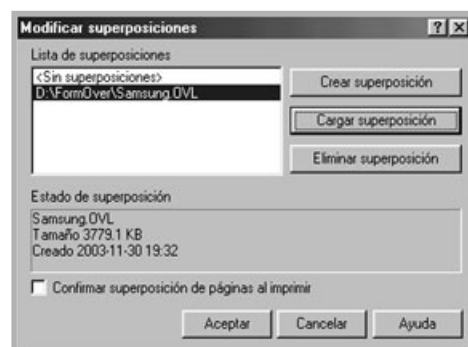 Modificar superposiciones
Lista de superposiciones
<Sin superposiciones>
D:\FormOver\Samsung.OVL
Crear superposición
Cargar superposición
Eliminar superposición
Estado de superposición
Samsung.OVL
Tamaño 3779.1 KB
Creado 2003-11-30 19:32
Confirmar superposición de páginas al imprimir
Aceptar
Cancelar
Ayuda